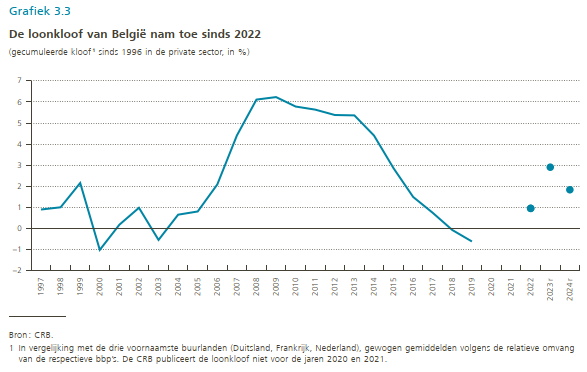 Grafiek 3.3
De loonkloof van België nam toe sinds 2022
(gecumuleerde kloof¹ sinds 1996 in de private sector, in %)
7
6
5
4
3
2
1
0
−1
−2
1997 1998 1999 2000 2001 2002 2003 2004 2005 2006 2007 2008 2009 2010 2011 2012 2013 2014 2015 2016 2017 2018 2019 2020 2021 2022 2023r 2024r
Bron: CRB.
1 In vergelijking met de drie voornaamste buurlanden (Duitsland, Frankrijk, Nederland), gewogen gemiddelden volgens de relatieve omvang
van de respectieve bbp's. De CRB publiceert de loonkloof niet voor de jaren 2020 en 2021.